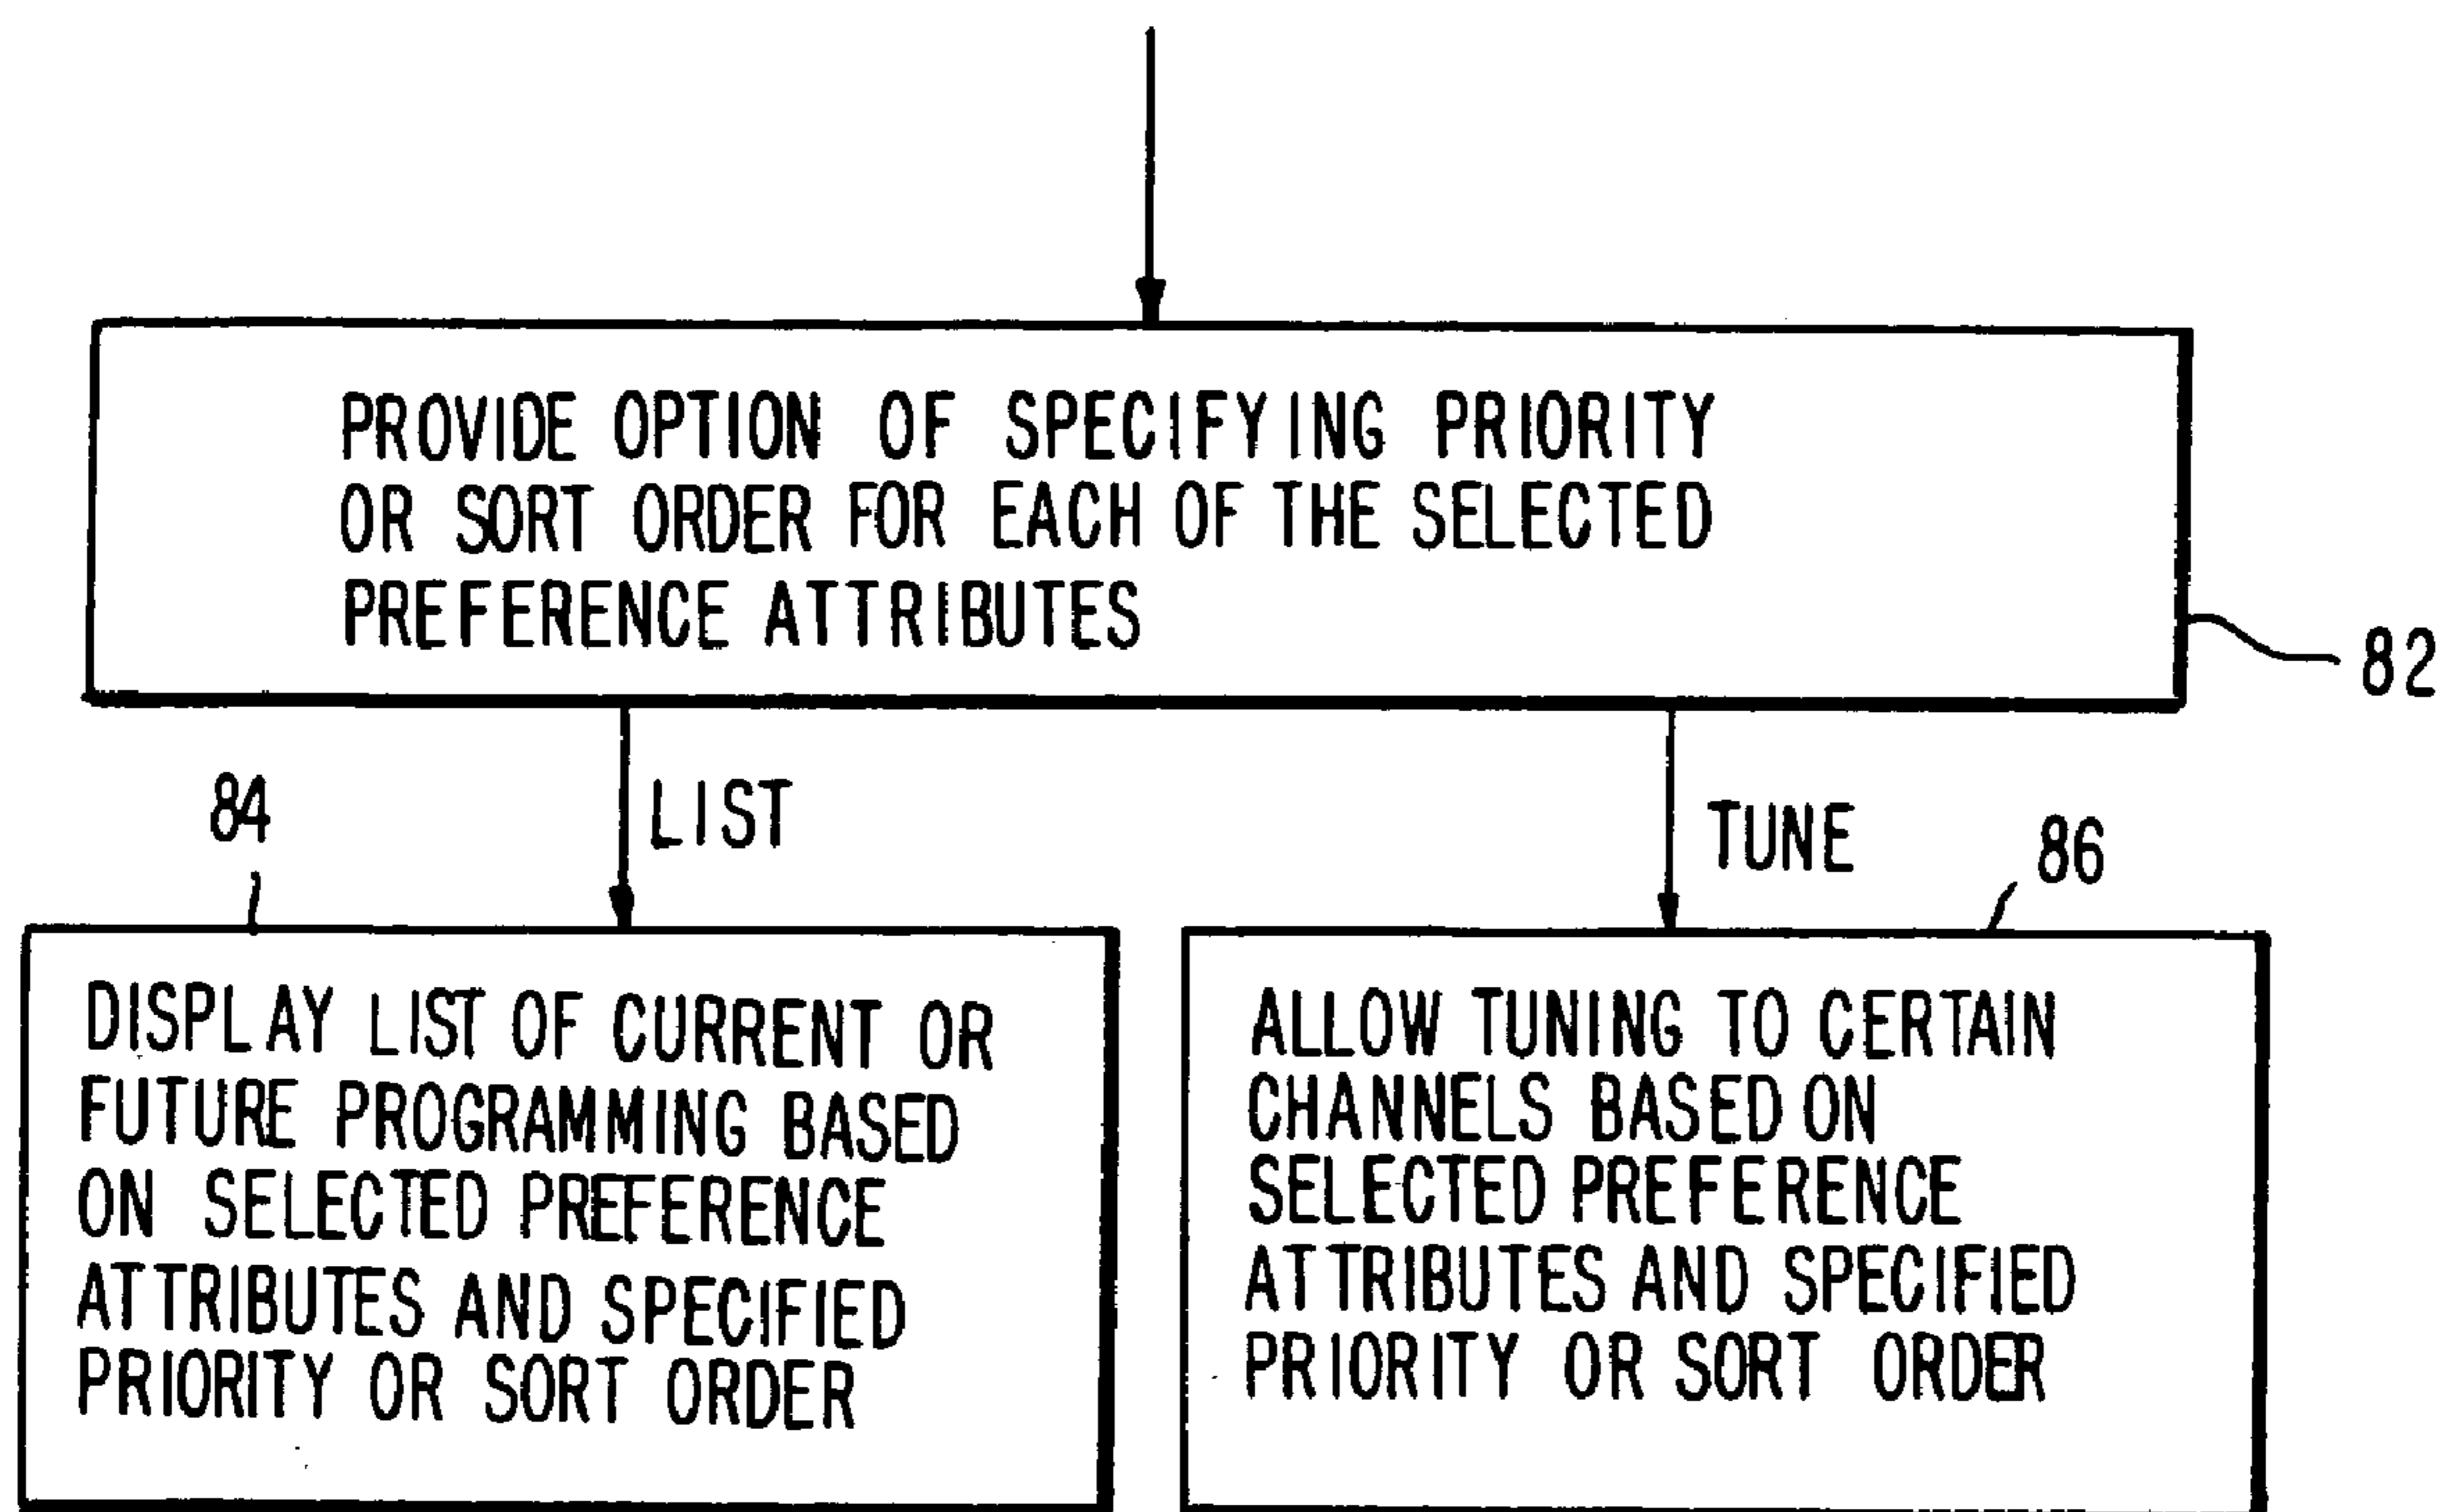 PROVIDE OPTION OF SPECIFYING PRIORITY
OR SORT ORDER FOR EACH OF THE SELECTED
PREFERENCE ATTRIBUTES
82
84
LIST
TUNE
86
DISPLAY LIST OF CURRENT OR
FUTURE PROGRAMMING BASED
ON SELECTED PREFERENCE
ATTRIBUTES AND SPECIFIED
PRIORITY OR SORT ORDER
ALLOW TUNING TO CERTAIN
CHANNELS BASED ON
SELECTED PREFERENCE
ATTRIBUTES AND SPECIFIED
PRIORITY OR SORT ORDER